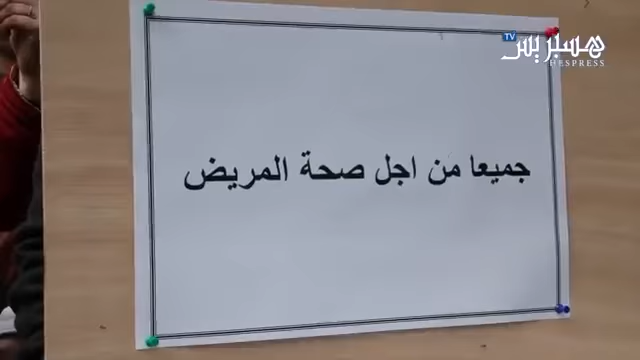 هسبريس TV
HESPRESS
جميعا من اجل صحة المريض